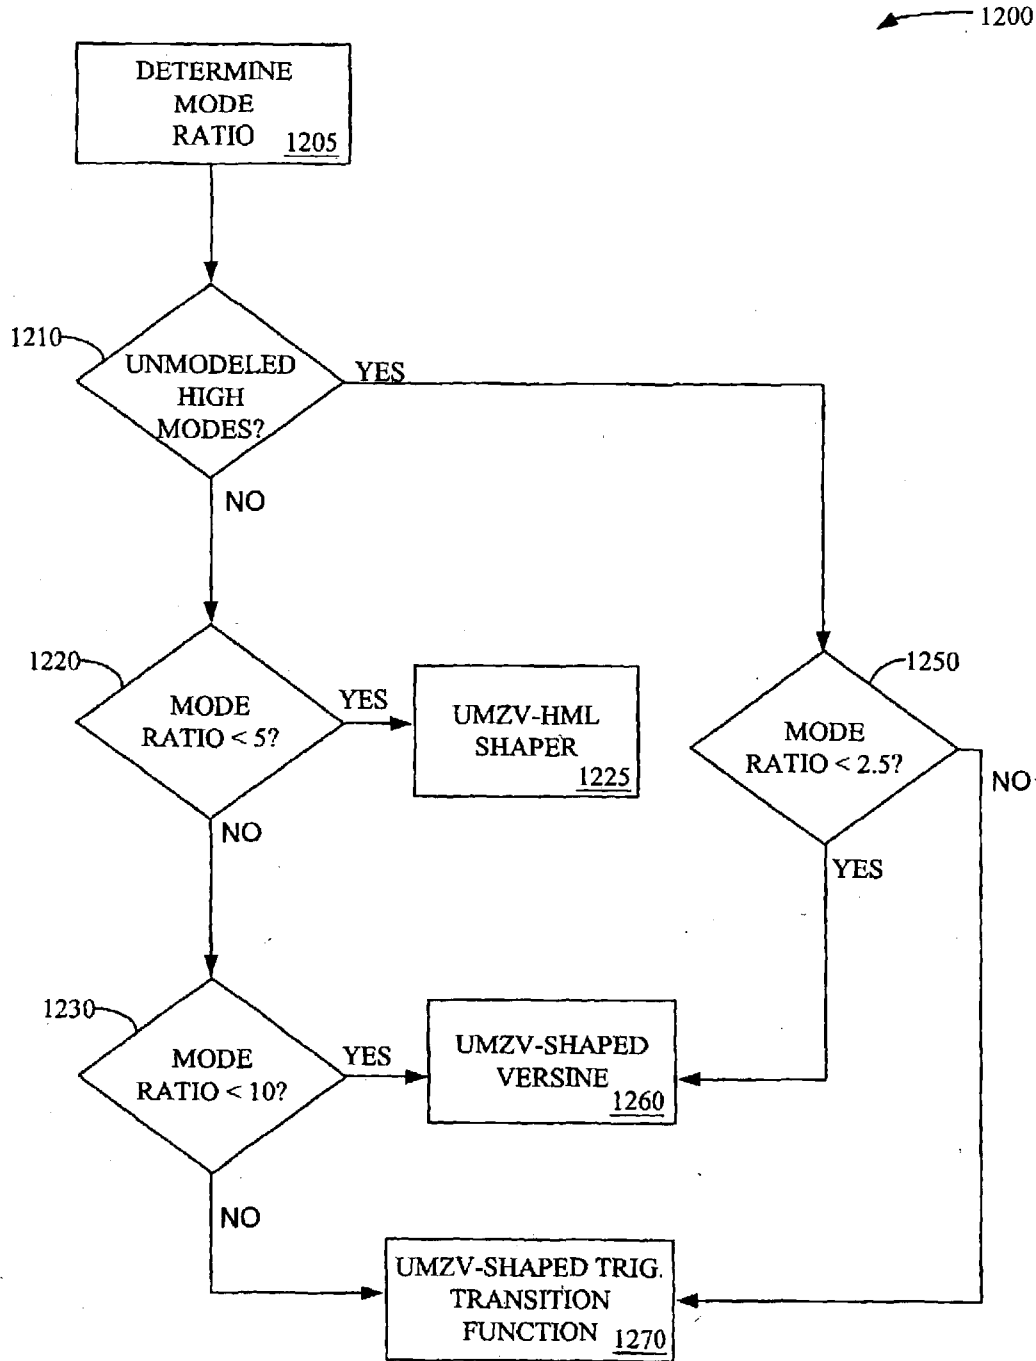 1200
DETERMINE
MODE
RATIO
1205
1210
UNMODELED
HIGH
MODES?
YES
NO
1220
MODE
RATIO < 5?
YES
UMZV-HML
SHAPER
1225
NO
1250
MODE
RATIO < 2.5?
NO
YES
1230
MODE
RATIO < 10?
YES
UMZV-SHAPED
VERSINE
1260
NO
UMZV-SHAPED TRIG.
TRANSITION
FUNCTION
1270